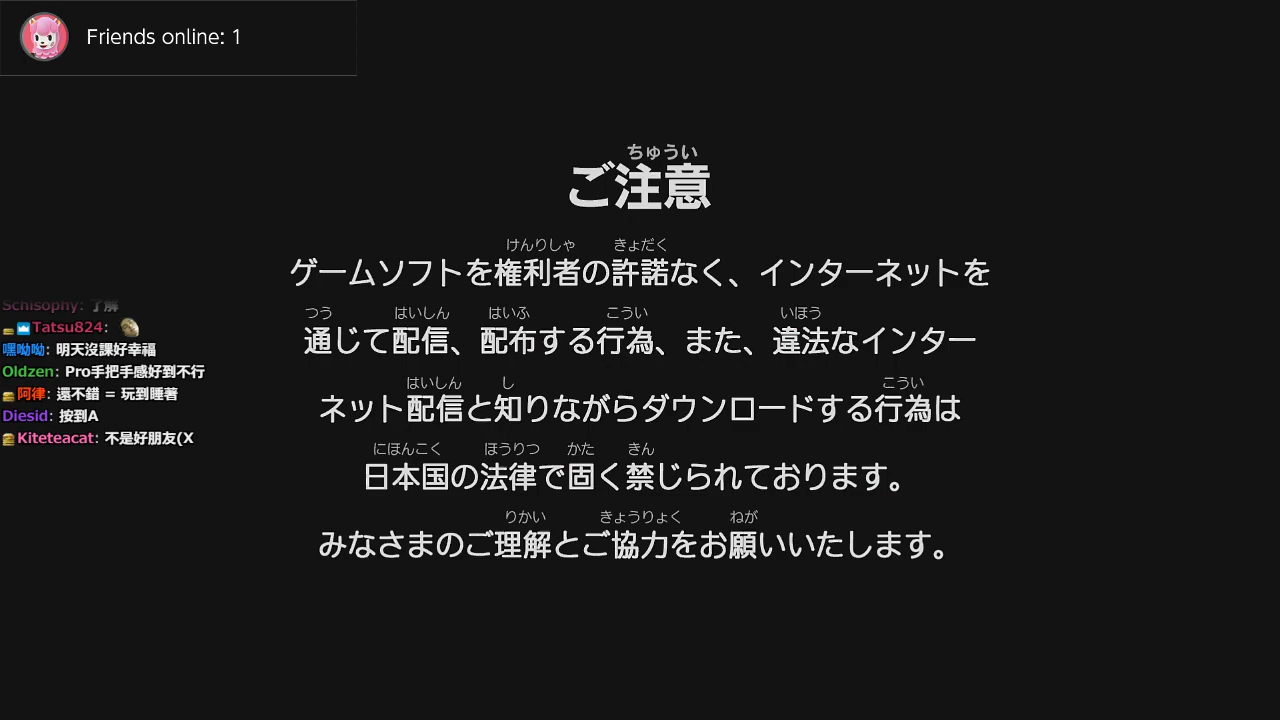 Friends online: 1
ちゅうい
ご注意
けんりしゃ きょだく
ゲームソフトを権利者の許諾なく、インターネットを
つう はいしん はいふ こうい いほう
通じて配信、配布する行為、また、違法なインター
はいしん し こうい
ネット配信と知りながらダウンロードする行為は
にほんこく ほうりつ かた きん
日本国の法律で固く禁じられております。
りかい きょうりょく ねが
みなさまのご理解とご協力をお願いいたします。
Schisophy: 了解
Tatsu824:
嘿呦呦: 明天沒課好幸福
Oldzen: Pro手把手感好到不行
阿律: 還不錯 = 玩到睡著
Diesid: 按到A
Kiteteacat: 不是好朋友(X